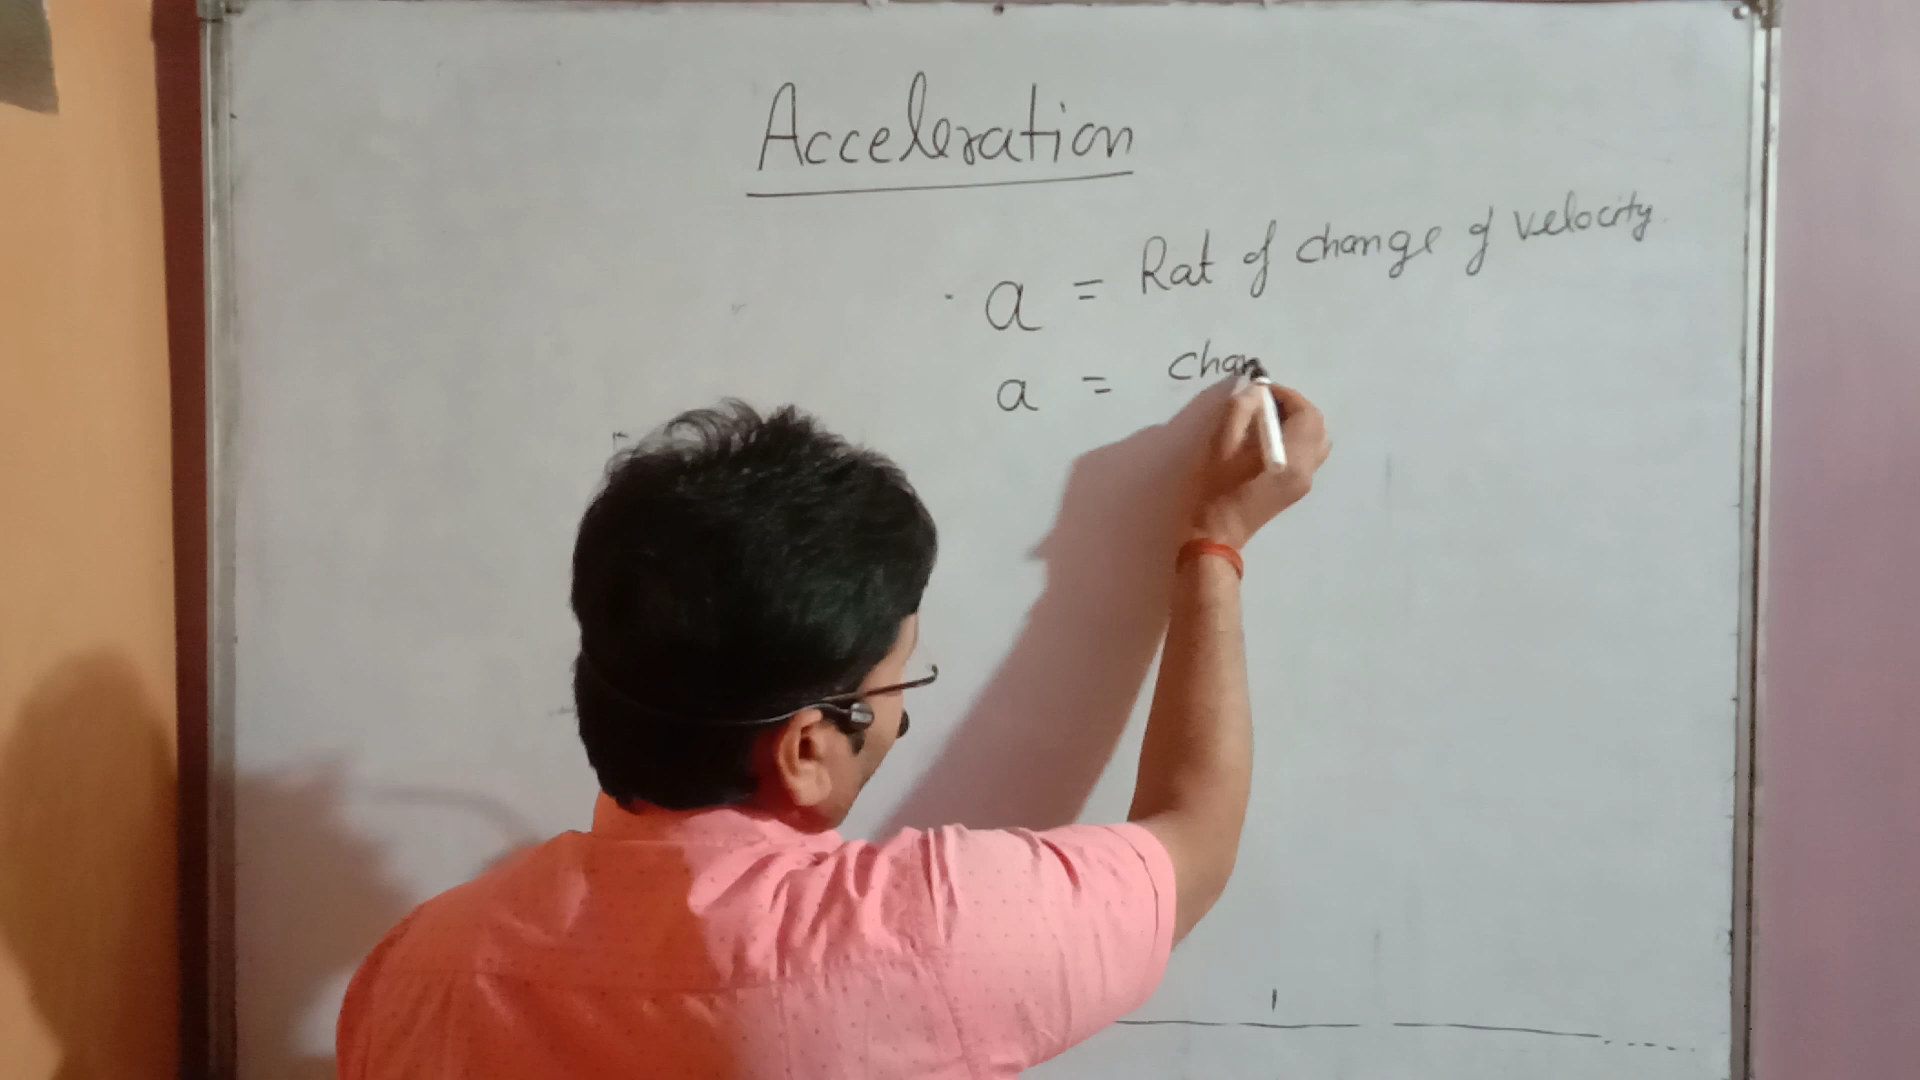 Acceleration
a = Rat of change of velocity
a = chan